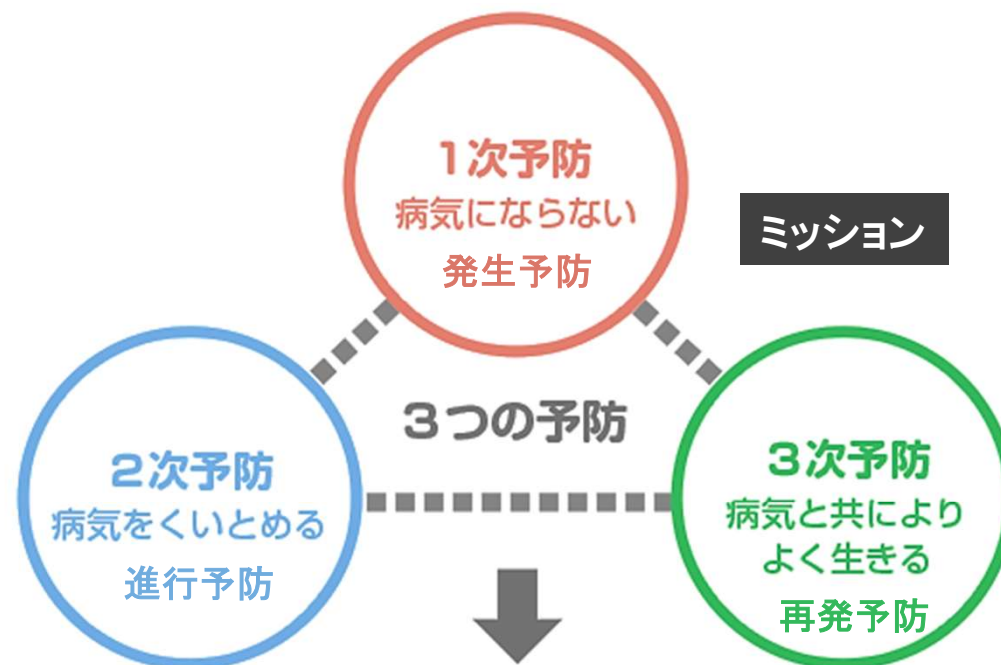 1次予防
病気にならない
発生予防
ミッション
3つの予防
2次予防
病気をくいとめる
進行予防
3次予防
病気と共により
よく生きる
再発予防